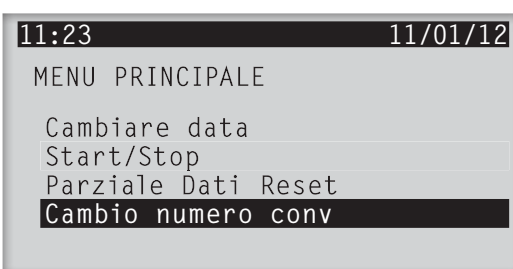 11:23 11/01/12
MENU PRINCIPALE
Cambiare data
Start/Stop
Parziale Dati Reset
Cambio numero conv